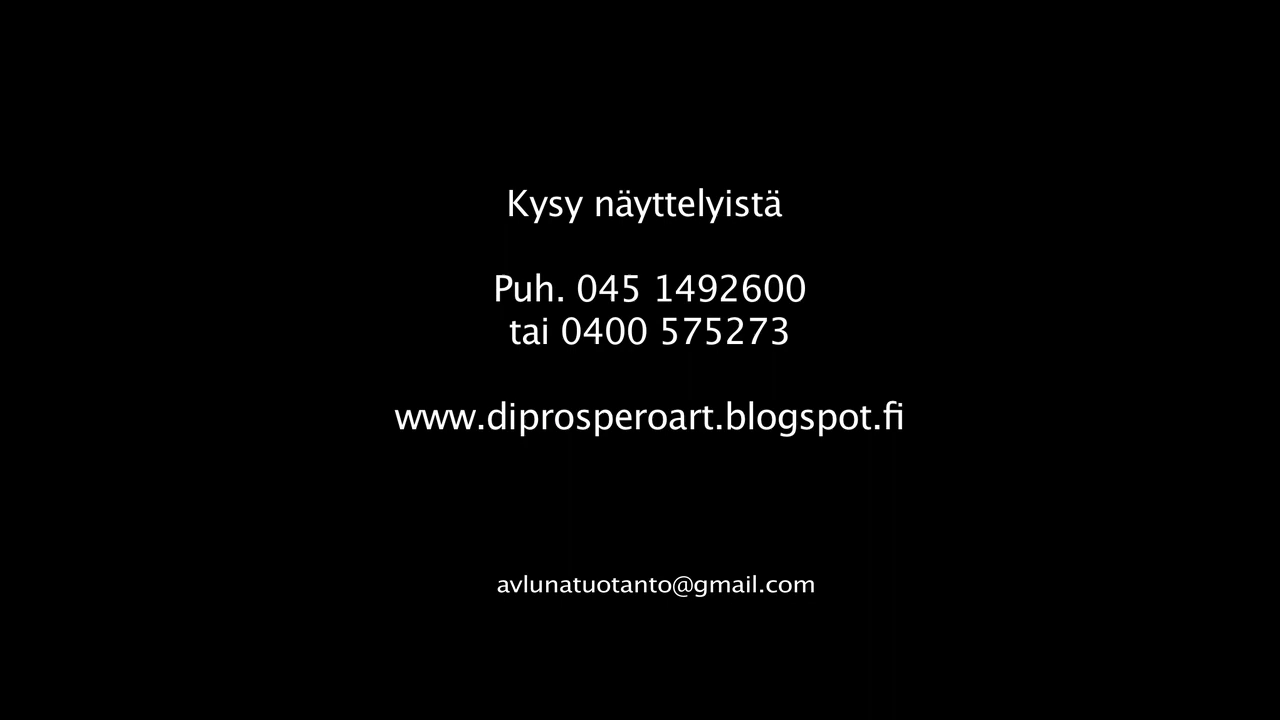 Kysy näyttelyistä
Puh. 045 1492600
tai 0400 575273
www.diprosperoart.blogspot.fi
avlunatuotanto@gmail.com